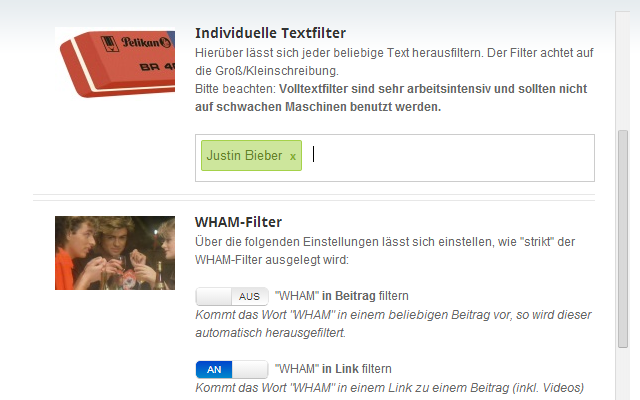 Pelikan
BR 40
Individuelle Textfilter
Hierüber lässt sich jeder beliebige Text herausfiltern. Der Filter achtet auf
die Groß/Kleinschreibung.
Bitte beachten: Volltextfilter sind sehr arbeitsintensiv und sollten nicht
auf schwachen Maschinen benutzt werden.
Justin Bieber x
WHAM-Filter
Über die folgenden Einstellungen lässt sich einstellen, wie "strikt" der
WHAM-Filter ausgelegt wird:
AUS "WHAM" in Beitrag filtern
Kommt das Wort "WHAM" in einem beliebigen Beitrag vor, so wird dieser
automatisch herausgefiltert.
AN "WHAM" in Link filtern
Kommt das Wort "WHAM" in einem Link zu einem Beitrag (inkl. Videos)